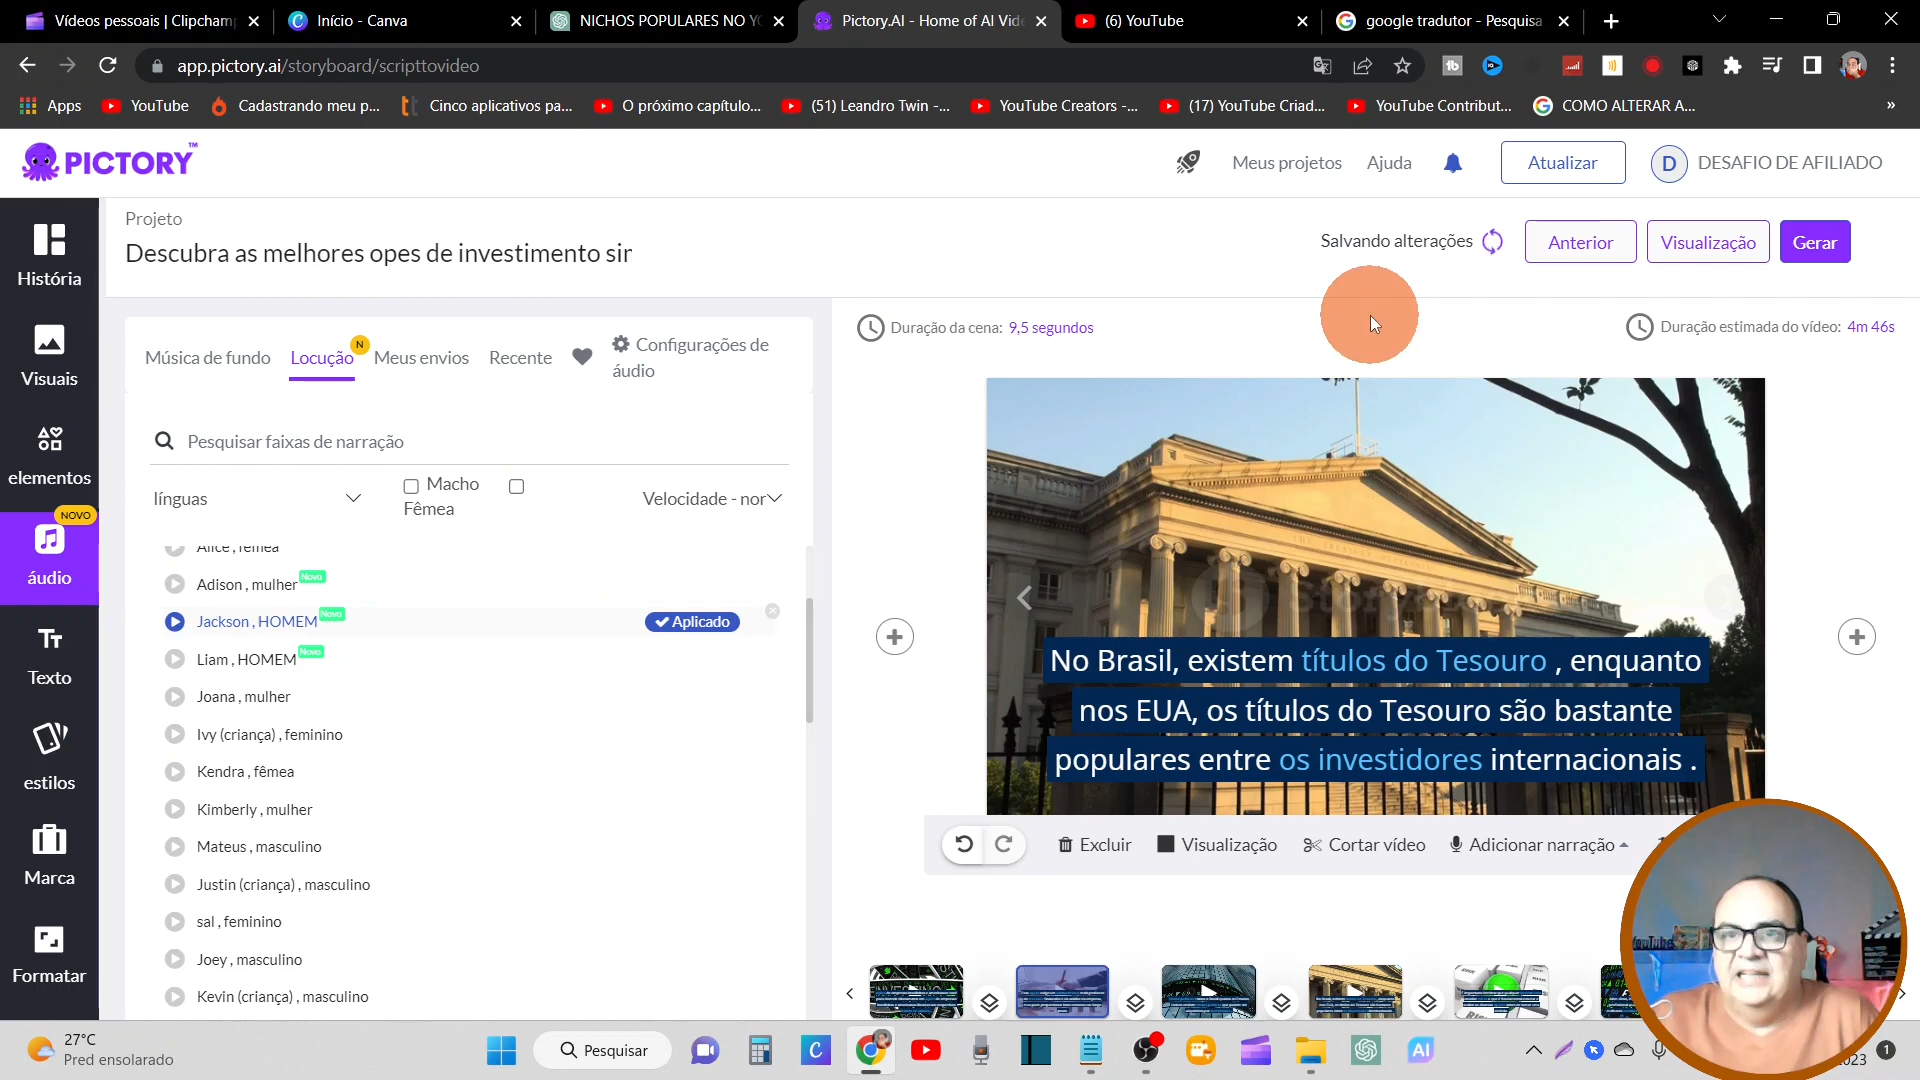 Vídeos pessoais | Clipcham
Início - Canva
NICHOS POPULARES NO YO
Pictory.AI - Home of AI Vide
(6) YouTube
google tradutor - Pesquisa
app.pictory.ai/storyboard/scripttovideo
Apps
YouTube
Cadastrando meu p...
Cinco aplicativos pa...
O próximo capítulo...
(51) Leandro Twin -...
YouTube Creators -...
(17) YouTube Criad...
YouTube Contribut...
COMO ALTERAR A...
PICTORY™
Meus projetos
Ajuda
Atualizar
D
DESAFIO DE AFILIADO
Projeto
Descubra as melhores opes de investimento sir
Salvando alterações
Anterior
Visualização
Gerar
História
Visuais
elementos
NOVO
áudio
Texto
estilos
Marca
Formatar
Música de fundo
Locução
N
Meus envios
Recente
Configurações de
áudio
Pesquisar faixas de narração
línguas
Macho
Fêmea
Velocidade - nor
Alice , fêmea
Adison , mulher Novo
Jackson , HOMEM Novo
Aplicado
Liam , HOMEM Novo
Joana , mulher
Ivy (criança) , feminino
Kendra , fêmea
Kimberly , mulher
Mateus , masculino
Justin (criança) , masculino
sal , feminino
Joey , masculino
Kevin (criança) , masculino
Duração da cena: 9,5 segundos
Duração estimada do vídeo: 4m 46s
No Brasil, existem títulos do Tesouro , enquanto
nos EUA, os títulos do Tesouro são bastante
populares entre os investidores internacionais .
Excluir
Visualização
Cortar vídeo
Adicionar narração
27°C
Pred ensolarado
Pesquisar
AI
2023
1